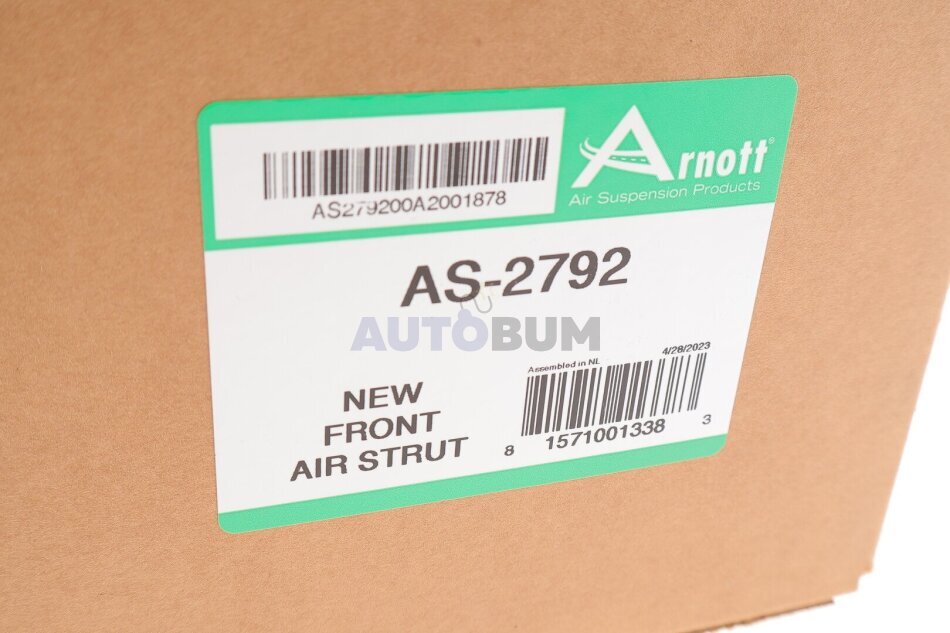 AS279200A2001878
Arnott®
Air Suspension Products
AS-2792
AUTOBUM
NEW
FRONT
AIR STRUT
Assembled in NL
4/28/2023
8 1571001338 3